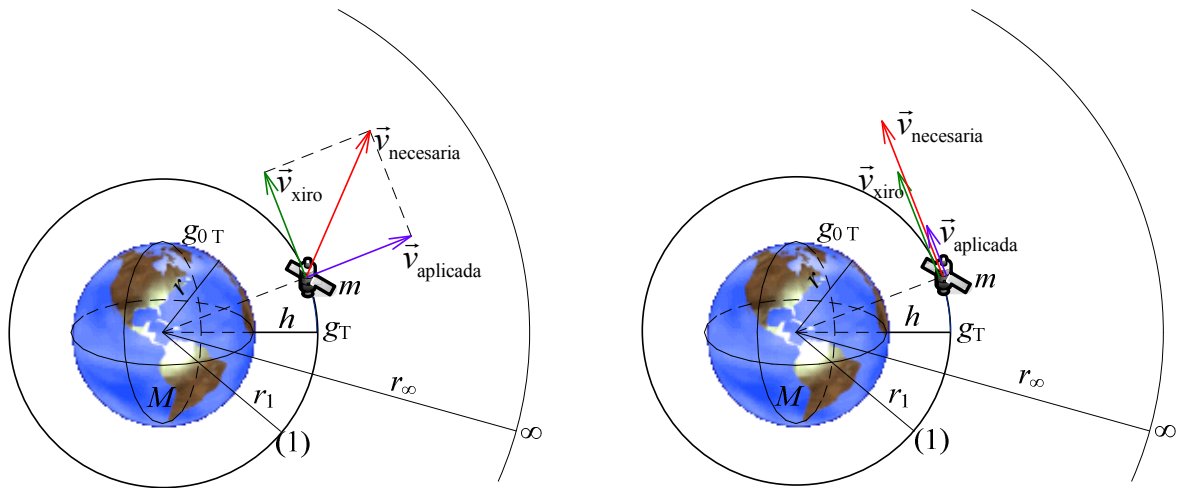 v⃗necesaria
v⃗xiro
g0 T
v⃗aplicada
r
m
h
gT
M
r1
r∞
(1)
∞
v⃗necesaria
v⃗xiro
g0 T
v⃗aplicada
r
m
h
gT
M
r1
r∞
(1)
∞